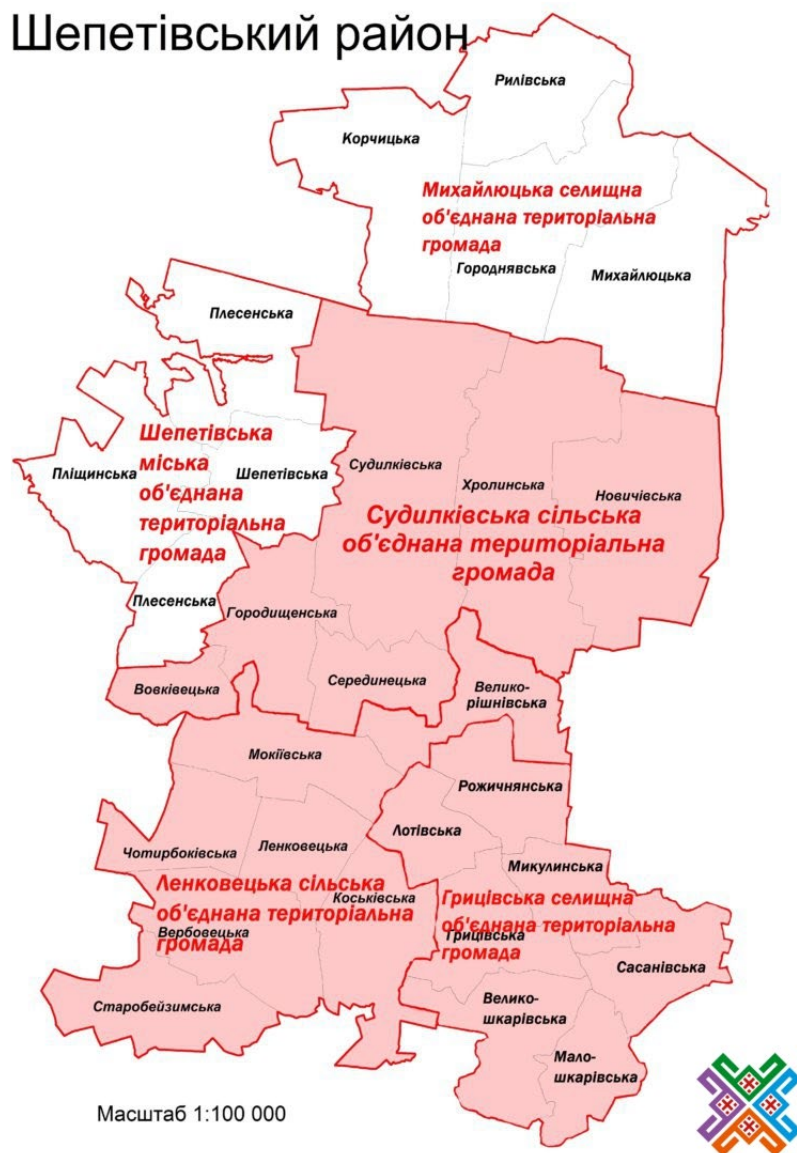 Шепетівський район
Рилівська
Корчицька
Михайлюцька селищна
об'єднана територіальна
громада
Городнявська
Михайлюцька
Плесенська
Шепетівська
міська
об'єднана
територіальна
громада
Пліщинська
Шепетівська
Судилківська
Хролинська
Новичівська
Судилківська сільська
об'єднана територіальна
громада
Плесенська
Городищенська
Серединецька
Вовківецька
Велико-
рішнівська
Мокіївська
Рожичнянська
Лотівська
Ленковецька
Чотирбоківська
Микулинська
Ленковецька сільська
об'єднана територіальна
громада
Коськівська
Вербовецька
Грицівська селищна
об'єднана територіальна
громада
Грицівська
Сасанівська
Старобейзимська
Велико-
шкарівська
Мало-
шкарівська
Масштаб 1:100 000